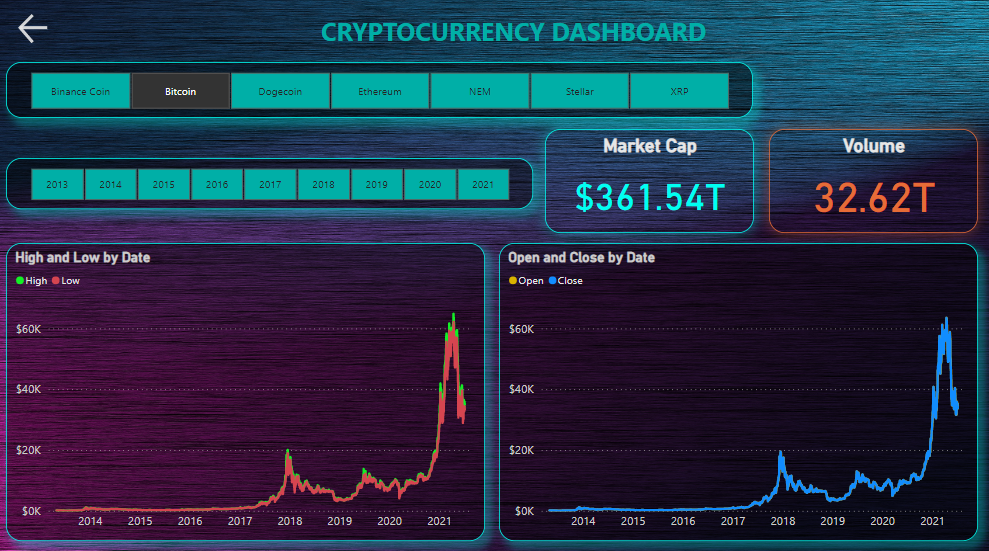 CRYPTOCURRENCY DASHBOARD
Binance Coin Bitcoin Dogecoin Ethereum NEM Stellar XRP
2013 2014 2015 2016 2017 2018 2019 2020 2021
Market Cap
$361.54T
Volume
32.62T
High and Low by Date
High Low
$60K
$40K
$20K
$0K
2014 2015 2016 2017 2018 2019 2020 2021
Open and Close by Date
Open Close
$60K
$40K
$20K
$0K
2014 2015 2016 2017 2018 2019 2020 2021